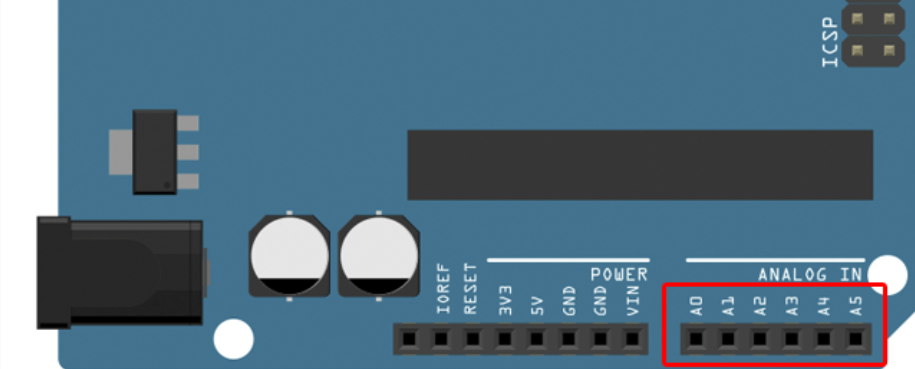 ICSP
POWER
ANALOG IN
IOREF
RESET
3V3
5V
GND
GND
VIN
A0
A1
A2
A3
A4
A5